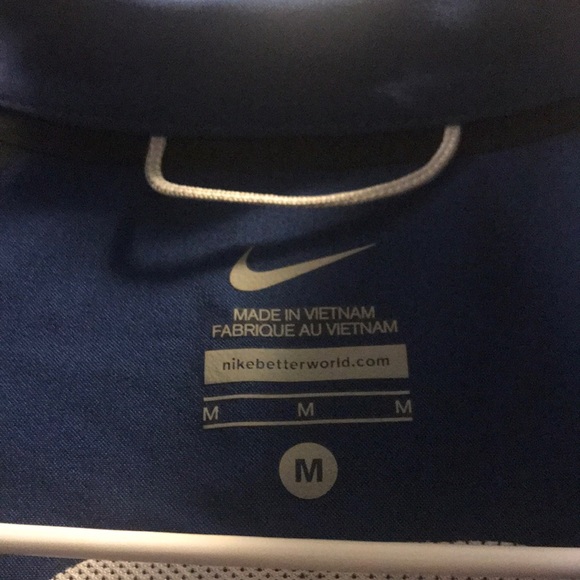 MADE IN VIETNAM
FABRIQUE AU VIETNAM
nikebetterworld.com
M M M
M